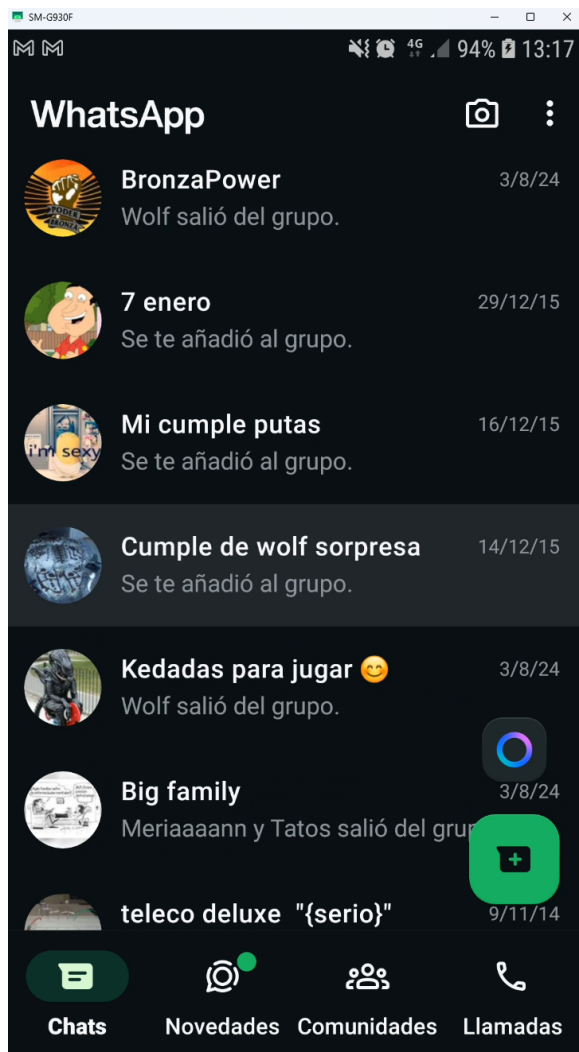 SM-G930F
4G 94% 13:17
WhatsApp
BronzaPower 3/8/24
Wolf salió del grupo.
7 enero 29/12/15
Se te añadió al grupo.
Mi cumple putas 16/12/15
i'm sexy
Se te añadió al grupo.
Cumple de wolf sorpresa 14/12/15
Se te añadió al grupo.
Kedadas para jugar 😊 3/8/24
Wolf salió del grupo.
Big family 3/8/24
Meriaaaann y Tatos salió del grup
teleco deluxe "{serio}" 9/11/14
Chats Novedades Comunidades Llamadas